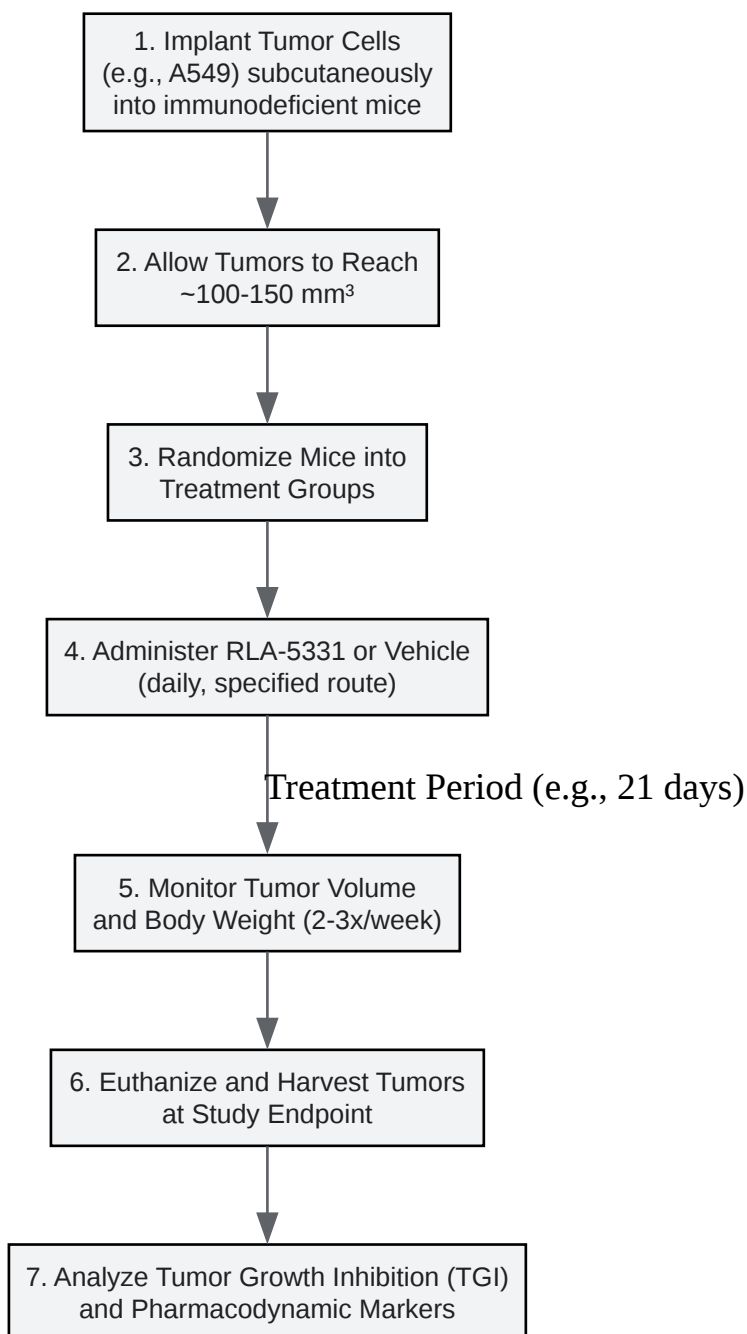 1. Implant Tumor Cells
(e.g., A549) subcutaneously
into immunodeficient mice
2. Allow Tumors to Reach
~100-150 mm³
3. Randomize Mice into
Treatment Groups
4. Administer RLA-5331 or Vehicle
(daily, specified route)
Treatment Period (e.g., 21 days)
5. Monitor Tumor Volume
and Body Weight (2-3x/week)
6. Euthanize and Harvest Tumors
at Study Endpoint
7. Analyze Tumor Growth Inhibition (TGI)
and Pharmacodynamic Markers